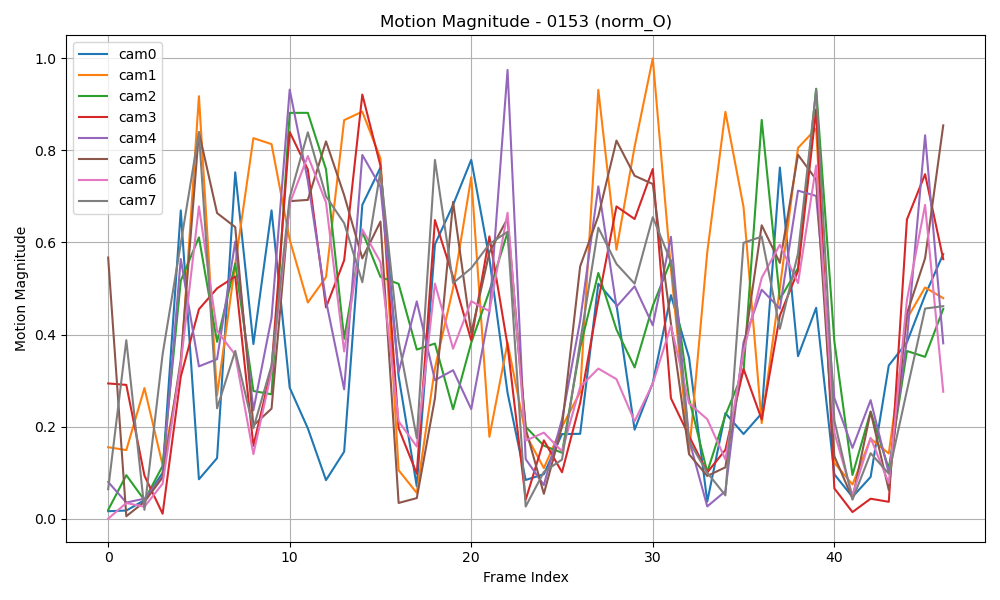 Motion Magnitude - 0153 (norm_O)
1.0
0.8
0.6
0.4
0.2
0.0
Motion Magnitude
cam0
cam1
cam2
cam3
cam4
cam5
cam6
cam7
0 10 20 30 40
Frame Index